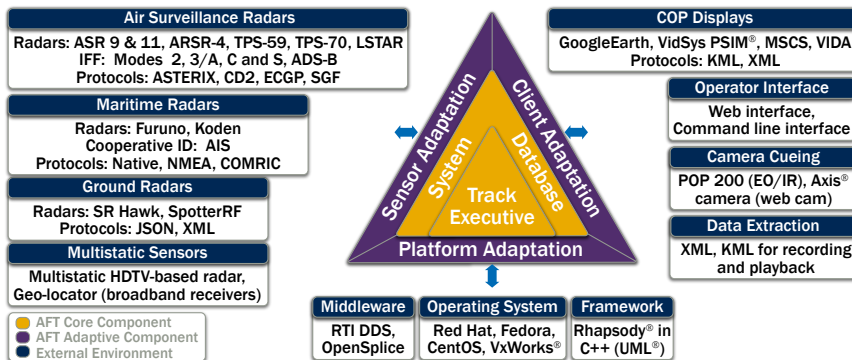 Air Surveillance Radars
Radars: ASR 9 & 11, ARSR-4, TPS-59, TPS-70, LSTAR
IFF: Modes 2, 3/A, C and S, ADS-B
Protocols: ASTERIX, CD2, ECGP, SGF
Maritime Radars
Radars: Furuno, Koden
Cooperative ID: AIS
Protocols: Native, NMEA, COMRIC
Ground Radars
Radars: SR Hawk, SpotterRF
Protocols: JSON, XML
Multistatic Sensors
Multistatic HDTV-based radar,
Geo-locator (broadband receivers)
AFT Core Component
AFT Adaptive Component
External Environment
Sensor Adaptation
System
Client Adaptation
Database
Track
Executive
Platform Adaptation
Middleware
RTI DDS,
OpenSplice
Operating System
Red Hat, Fedora,
CentOS, VxWorks®
Framework
Rhapsody® in
C++ (UML®)
COP Displays
GoogleEarth, VidSys PSIM®, MSCS, VIDA
Protocols: KML, XML
Operator Interface
Web interface,
Command line interface
Camera Cueing
POP 200 (EO/IR), Axis®
camera (web cam)
Data Extraction
XML, KML for recording
and playback